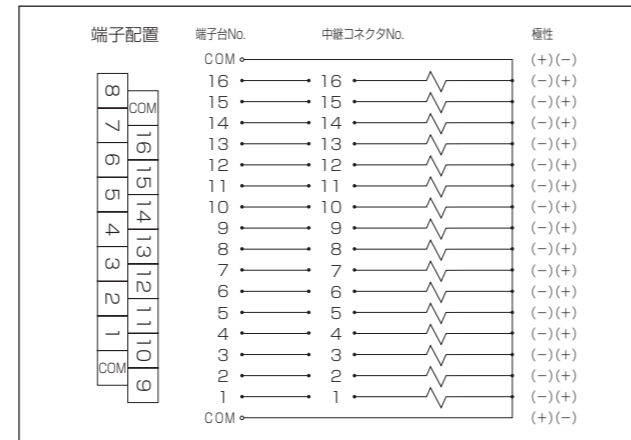 端子配置 端子台No. 中継コネクタNo. 極性
COM (+)(−)
16 16 (−)(+)
15 15 (−)(+)
14 14 (−)(+)
13 13 (−)(+)
12 12 (−)(+)
11 11 (−)(+)
10 10 (−)(+)
9 9 (−)(+)
8 8 (−)(+)
7 7 (−)(+)
6 6 (−)(+)
5 5 (−)(+)
4 4 (−)(+)
3 3 (−)(+)
2 2 (−)(+)
1 1 (−)(+)
COM (+)(−)
8
7
6
5
4
3
2
1
COM
COM
16
15
14
13
12
11
10
9